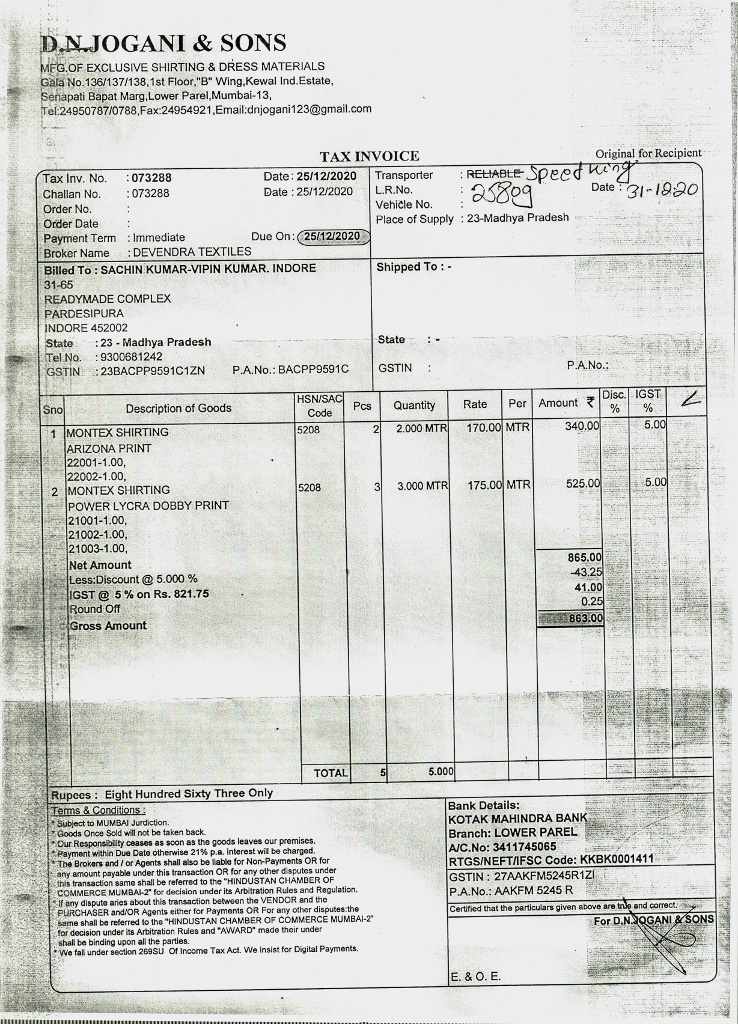 D.N.JOGANI & SONS
MFG.OF EXCLUSIVE SHIRTING & DRESS MATERIALS
Gala No.136/137/138,1st Floor,"B" Wing,Kewal Ind.Estate,
Senapati Bapat Marg,Lower Parel,Mumbai-13,
Tel:24950787/0788,Fax:24954921,Email:dnjogani123@gmail.com
TAX INVOICE
Original for Recipient
Tax Inv. No. : 073288 Date : 25/12/2020
Challan No. : 073288 Date : 25/12/2020
Order No. :
Order Date :
Payment Term : Immediate Due On : 25/12/2020
Broker Name : DEVENDRA TEXTILES
Transporter : RELIABLE Speed King
L.R.No. : 25809 Date : 31-12-20
Vehicle No. :
Place of Supply : 23-Madhya Pradesh
Billed To : SACHIN KUMAR-VIPIN KUMAR. INDORE
31-65
READYMADE COMPLEX
PARDESIPURA
INDORE 452002
State : 23 - Madhya Pradesh
Tel No. : 9300681242
GSTIN : 23BACPP9591C1ZN P.A.No.: BACPP9591C
Shipped To : -
State : -
GSTIN : P.A.No.:
Sno Description of Goods HSN/SAC Code Pcs Quantity Rate Per Amount ₹ Disc. % IGST %
1 MONTEX SHIRTING 5208 2 2.000 MTR 170.00 MTR 340.00 5.00
ARIZONA PRINT
22001-1.00,
22002-1.00,
2 MONTEX SHIRTING 5208 3 3.000 MTR 175.00 MTR 525.00 5.00
POWER LYCRA DOBBY PRINT
21001-1.00,
21002-1.00,
21003-1.00,
Net Amount 865.00
Less:Discount @ 5.000 % -43.25
IGST @ 5 % on Rs. 821.75 41.00
Round Off 0.25
Gross Amount 863.00
TOTAL 5 5.000
Rupees : Eight Hundred Sixty Three Only
Terms & Conditions :
* Subject to MUMBAI Jurdiction.
* Goods Once Sold will not be taken back.
* Our Responsibility ceases as soon as the goods leaves our premises.
* Payment within Due Date otherwise 21% p.a. interest will be charged.
* The Brokers and / or Agents shall also be liable for Non-Payments OR for
any amount payable under this transaction OR for any other disputes under
this transaction same shall be referred to the "HINDUSTAN CHAMBER OF
COMMERCE MUMBAI-2" for decision under its Arbitration Rules and Regulation.
* If any dispute aries about this transaction between the VENDOR and the
PURCHASER and/OR Agents either for Payments OR For any other disputes:the
same shall be referred to the "HINDUSTAN CHAMBER OF COMMERCE MUMBAI-2"
for decision under its Arbitration Rules and "AWARD" made their under
shall be binding upon all the parties.
* We fall under section 269SU Of Income Tax Act. We Insist for Digital Payments.
Bank Details:
KOTAK MAHINDRA BANK
Branch: LOWER PAREL
A/C.No: 3411745065
RTGS/NEFT/IFSC Code: KKBK0001411
GSTIN : 27AAKFM5245R1ZI
P.A.No.: AAKFM 5245 R
Certified that the particulars given above are true and correct.
For D.N.JOGANI & SONS
E. & O. E.